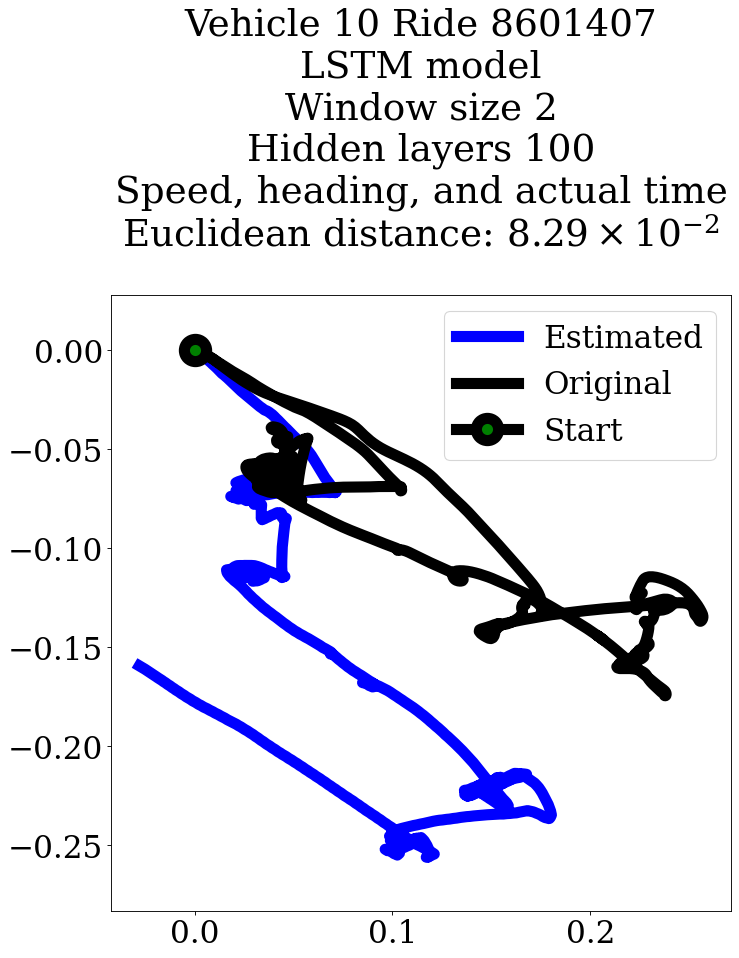 Vehicle 10 Ride 8601407
LSTM model
Window size 2
Hidden layers 100
Speed, heading, and actual time
Euclidean distance: 8.29 × 10⁻²
Estimated
Original
Start
0.00
−0.05
−0.10
−0.15
−0.20
−0.25
0.0 0.1 0.2